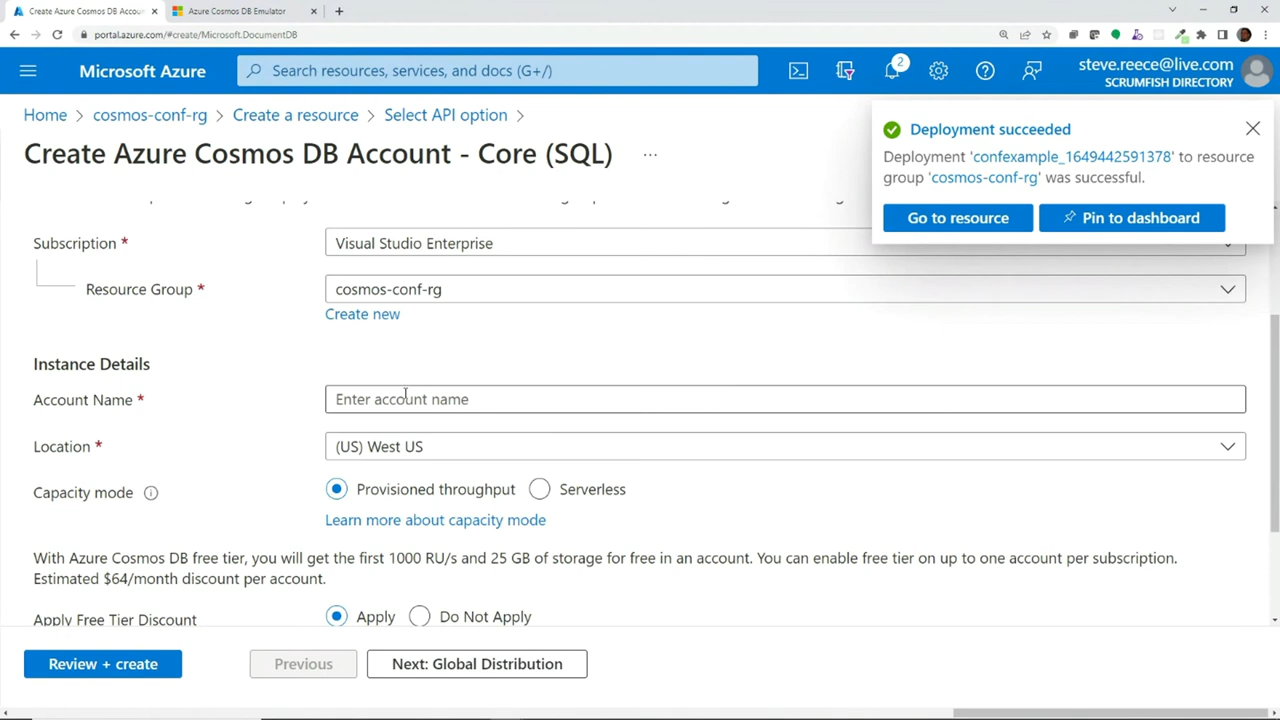 Create Azure Cosmos DB Accoun
Azure Cosmos DB Emulator
portal.azure.com/#create/Microsoft.DocumentDB
Microsoft Azure
Search resources, services, and docs (G+/)
2
steve.reece@live.com
SCRUMFISH DIRECTORY
Home > cosmos-conf-rg > Create a resource > Select API option >
Create Azure Cosmos DB Account - Core (SQL) ...
Deployment succeeded
Deployment 'confexample_1649442591378' to resource
group 'cosmos-conf-rg' was successful.
Go to resource
Pin to dashboard
Subscription *
Visual Studio Enterprise
Resource Group *
cosmos-conf-rg
Create new
Instance Details
Account Name *
Enter account name
Location *
(US) West US
Capacity mode
Provisioned throughput
Serverless
Learn more about capacity mode
With Azure Cosmos DB free tier, you will get the first 1000 RU/s and 25 GB of storage for free in an account. You can enable free tier on up to one account per subscription.
Estimated $64/month discount per account.
Apply Free Tier Discount
Apply
Do Not Apply
Review + create
Previous
Next: Global Distribution